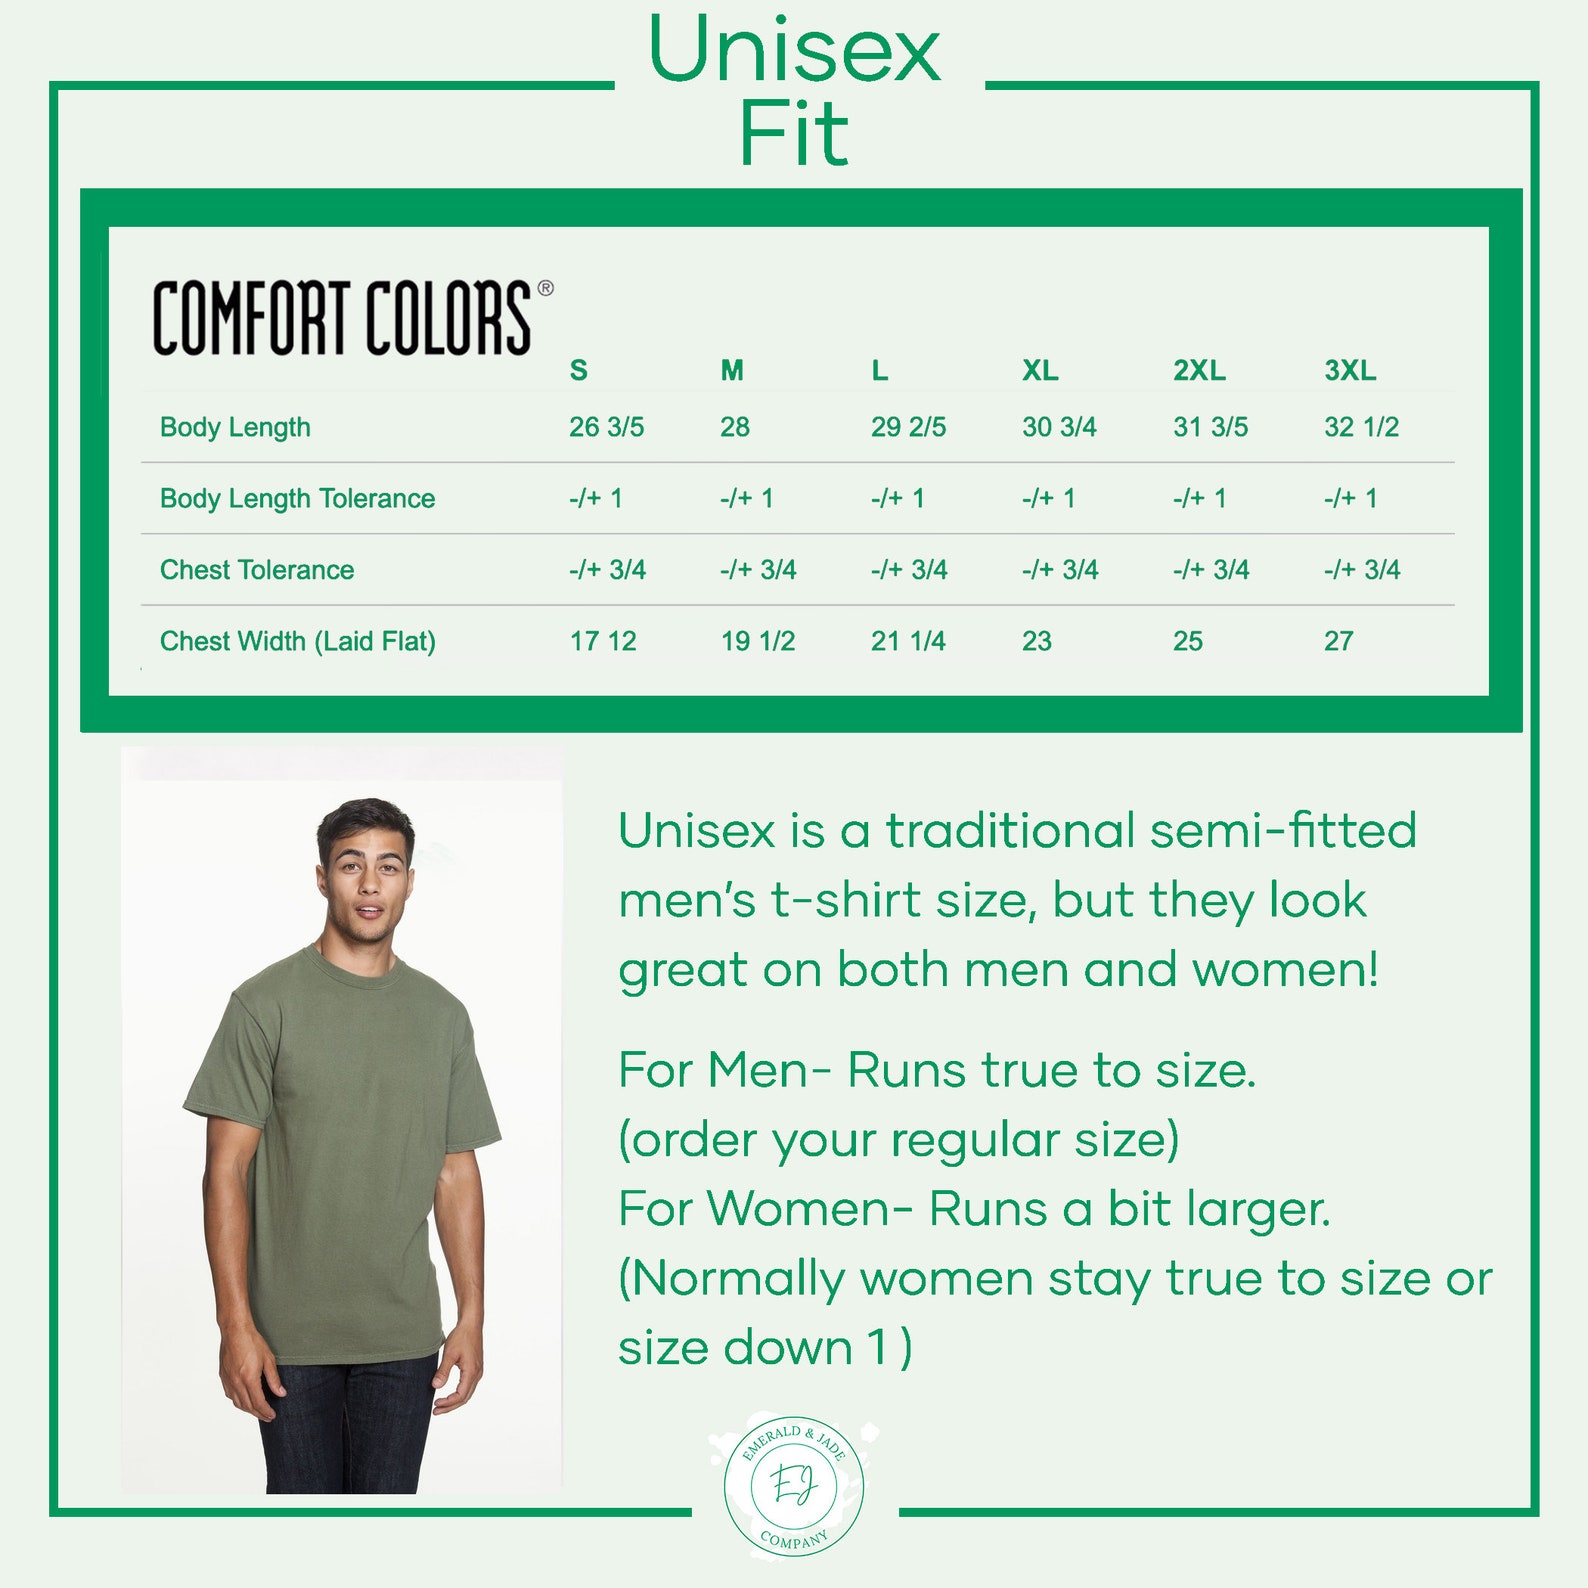 Unisex
Fit
COMFORT COLORS®
S M L XL 2XL 3XL
Body Length 26 3/5 28 29 2/5 30 3/4 31 3/5 32 1/2
Body Length Tolerance -/+ 1 -/+ 1 -/+ 1 -/+ 1 -/+ 1 -/+ 1
Chest Tolerance -/+ 3/4 -/+ 3/4 -/+ 3/4 -/+ 3/4 -/+ 3/4 -/+ 3/4
Chest Width (Laid Flat) 17 12 19 1/2 21 1/4 23 25 27
Unisex is a traditional semi-fitted
men's t-shirt size, but they look
great on both men and women!
For Men- Runs true to size.
(order your regular size)
For Women- Runs a bit larger.
(Normally women stay true to size or
size down 1 )
EMERALD & JADE
EJ
COMPANY